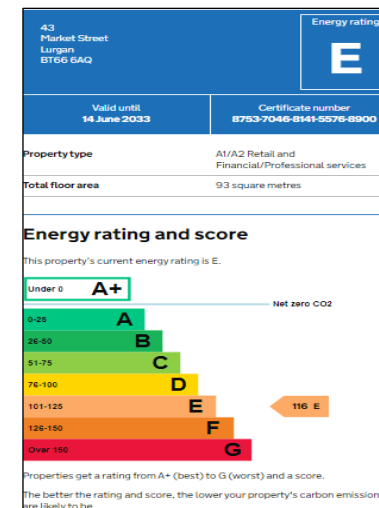 43
Market Street
Lurgan
BT66 6AQ
Energy rating
E
Valid until
14 June 2033
Certificate number
8753-7046-8141-5576-8900
Property type
A1/A2 Retail and
Financial/Professional services
Total floor area
93 square metres
Energy rating and score
This property's current energy rating is E.
Under 0 A+
Net zero CO2
0-25 A
26-50 B
51-75 C
76-100 D
101-125 E
116 E
126-150 F
Over 150 G
Properties get a rating from A+ (best) to G (worst) and a score.
The better the rating and score, the lower your property's carbon emission
are likely to be